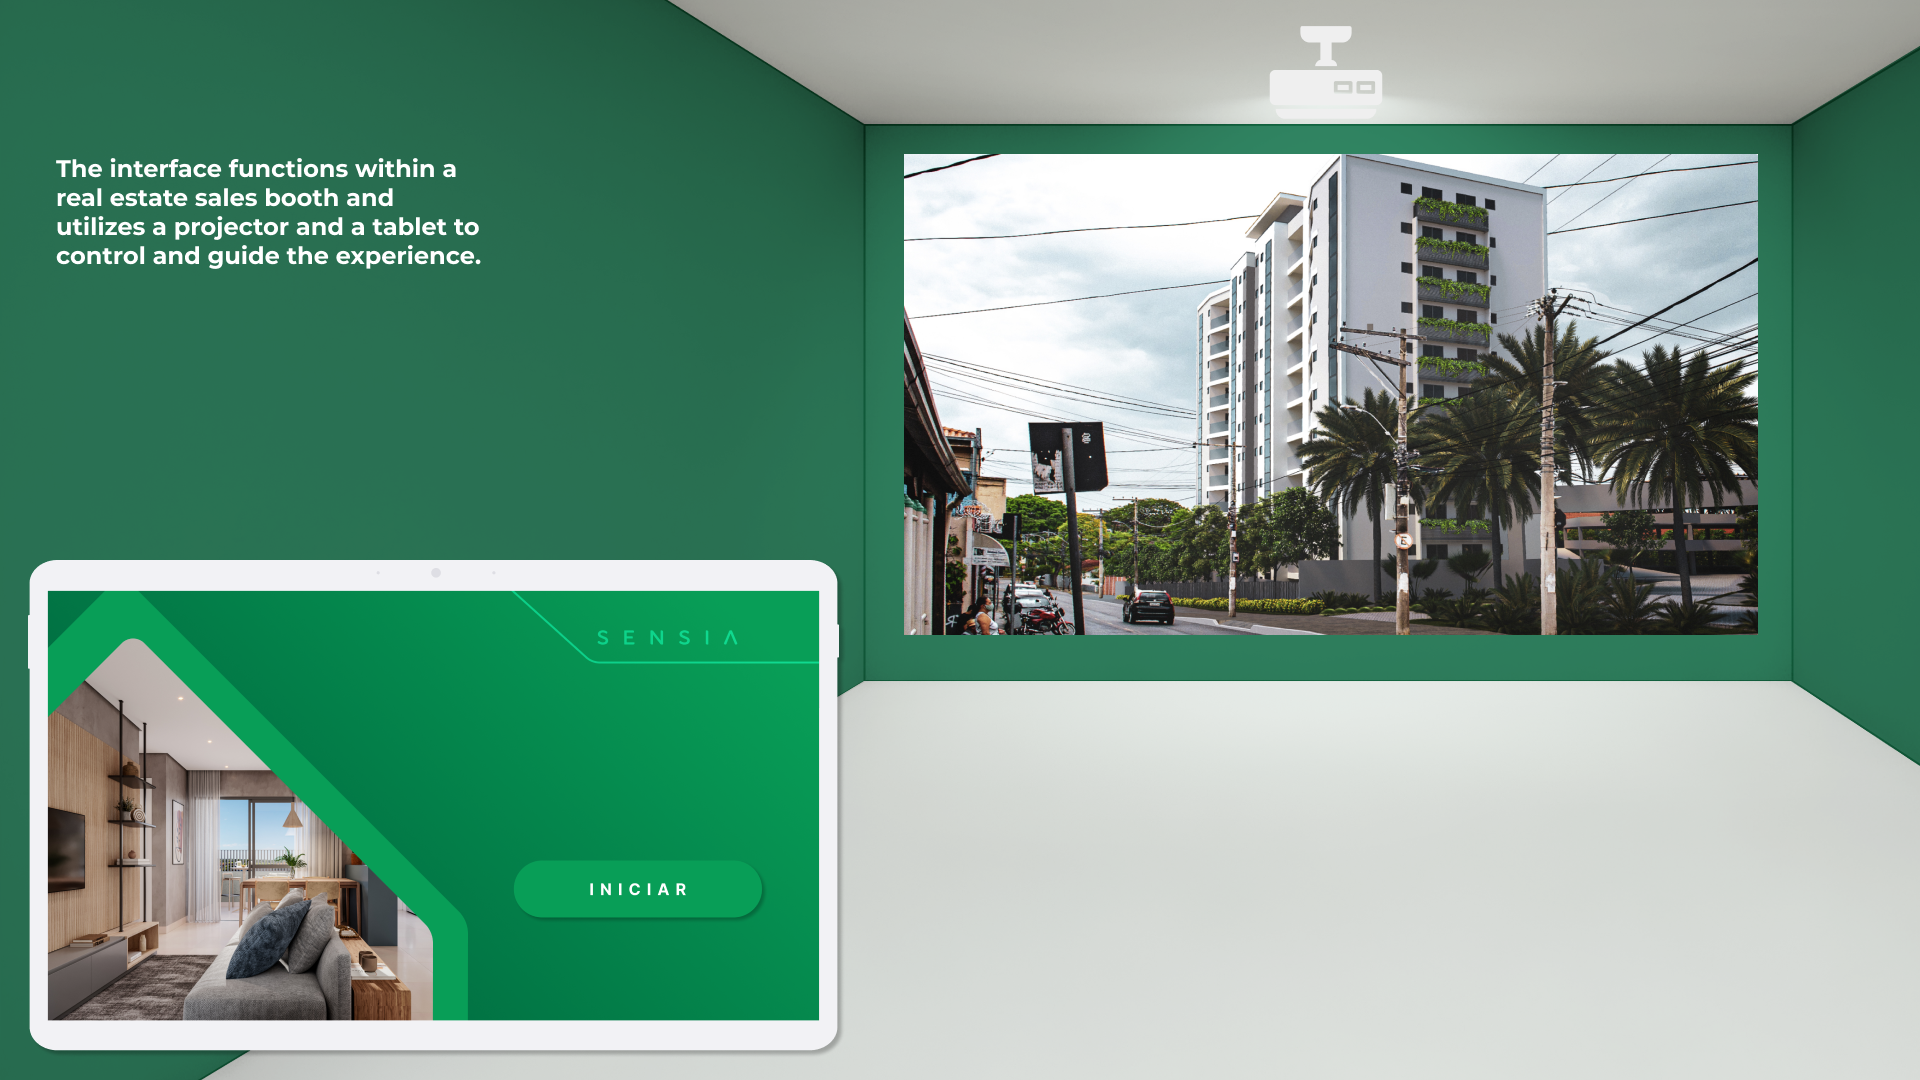 The interface functions within a
real estate sales booth and
utilizes a projector and a tablet to
control and guide the experience.
SENSIA
INICIAR
E